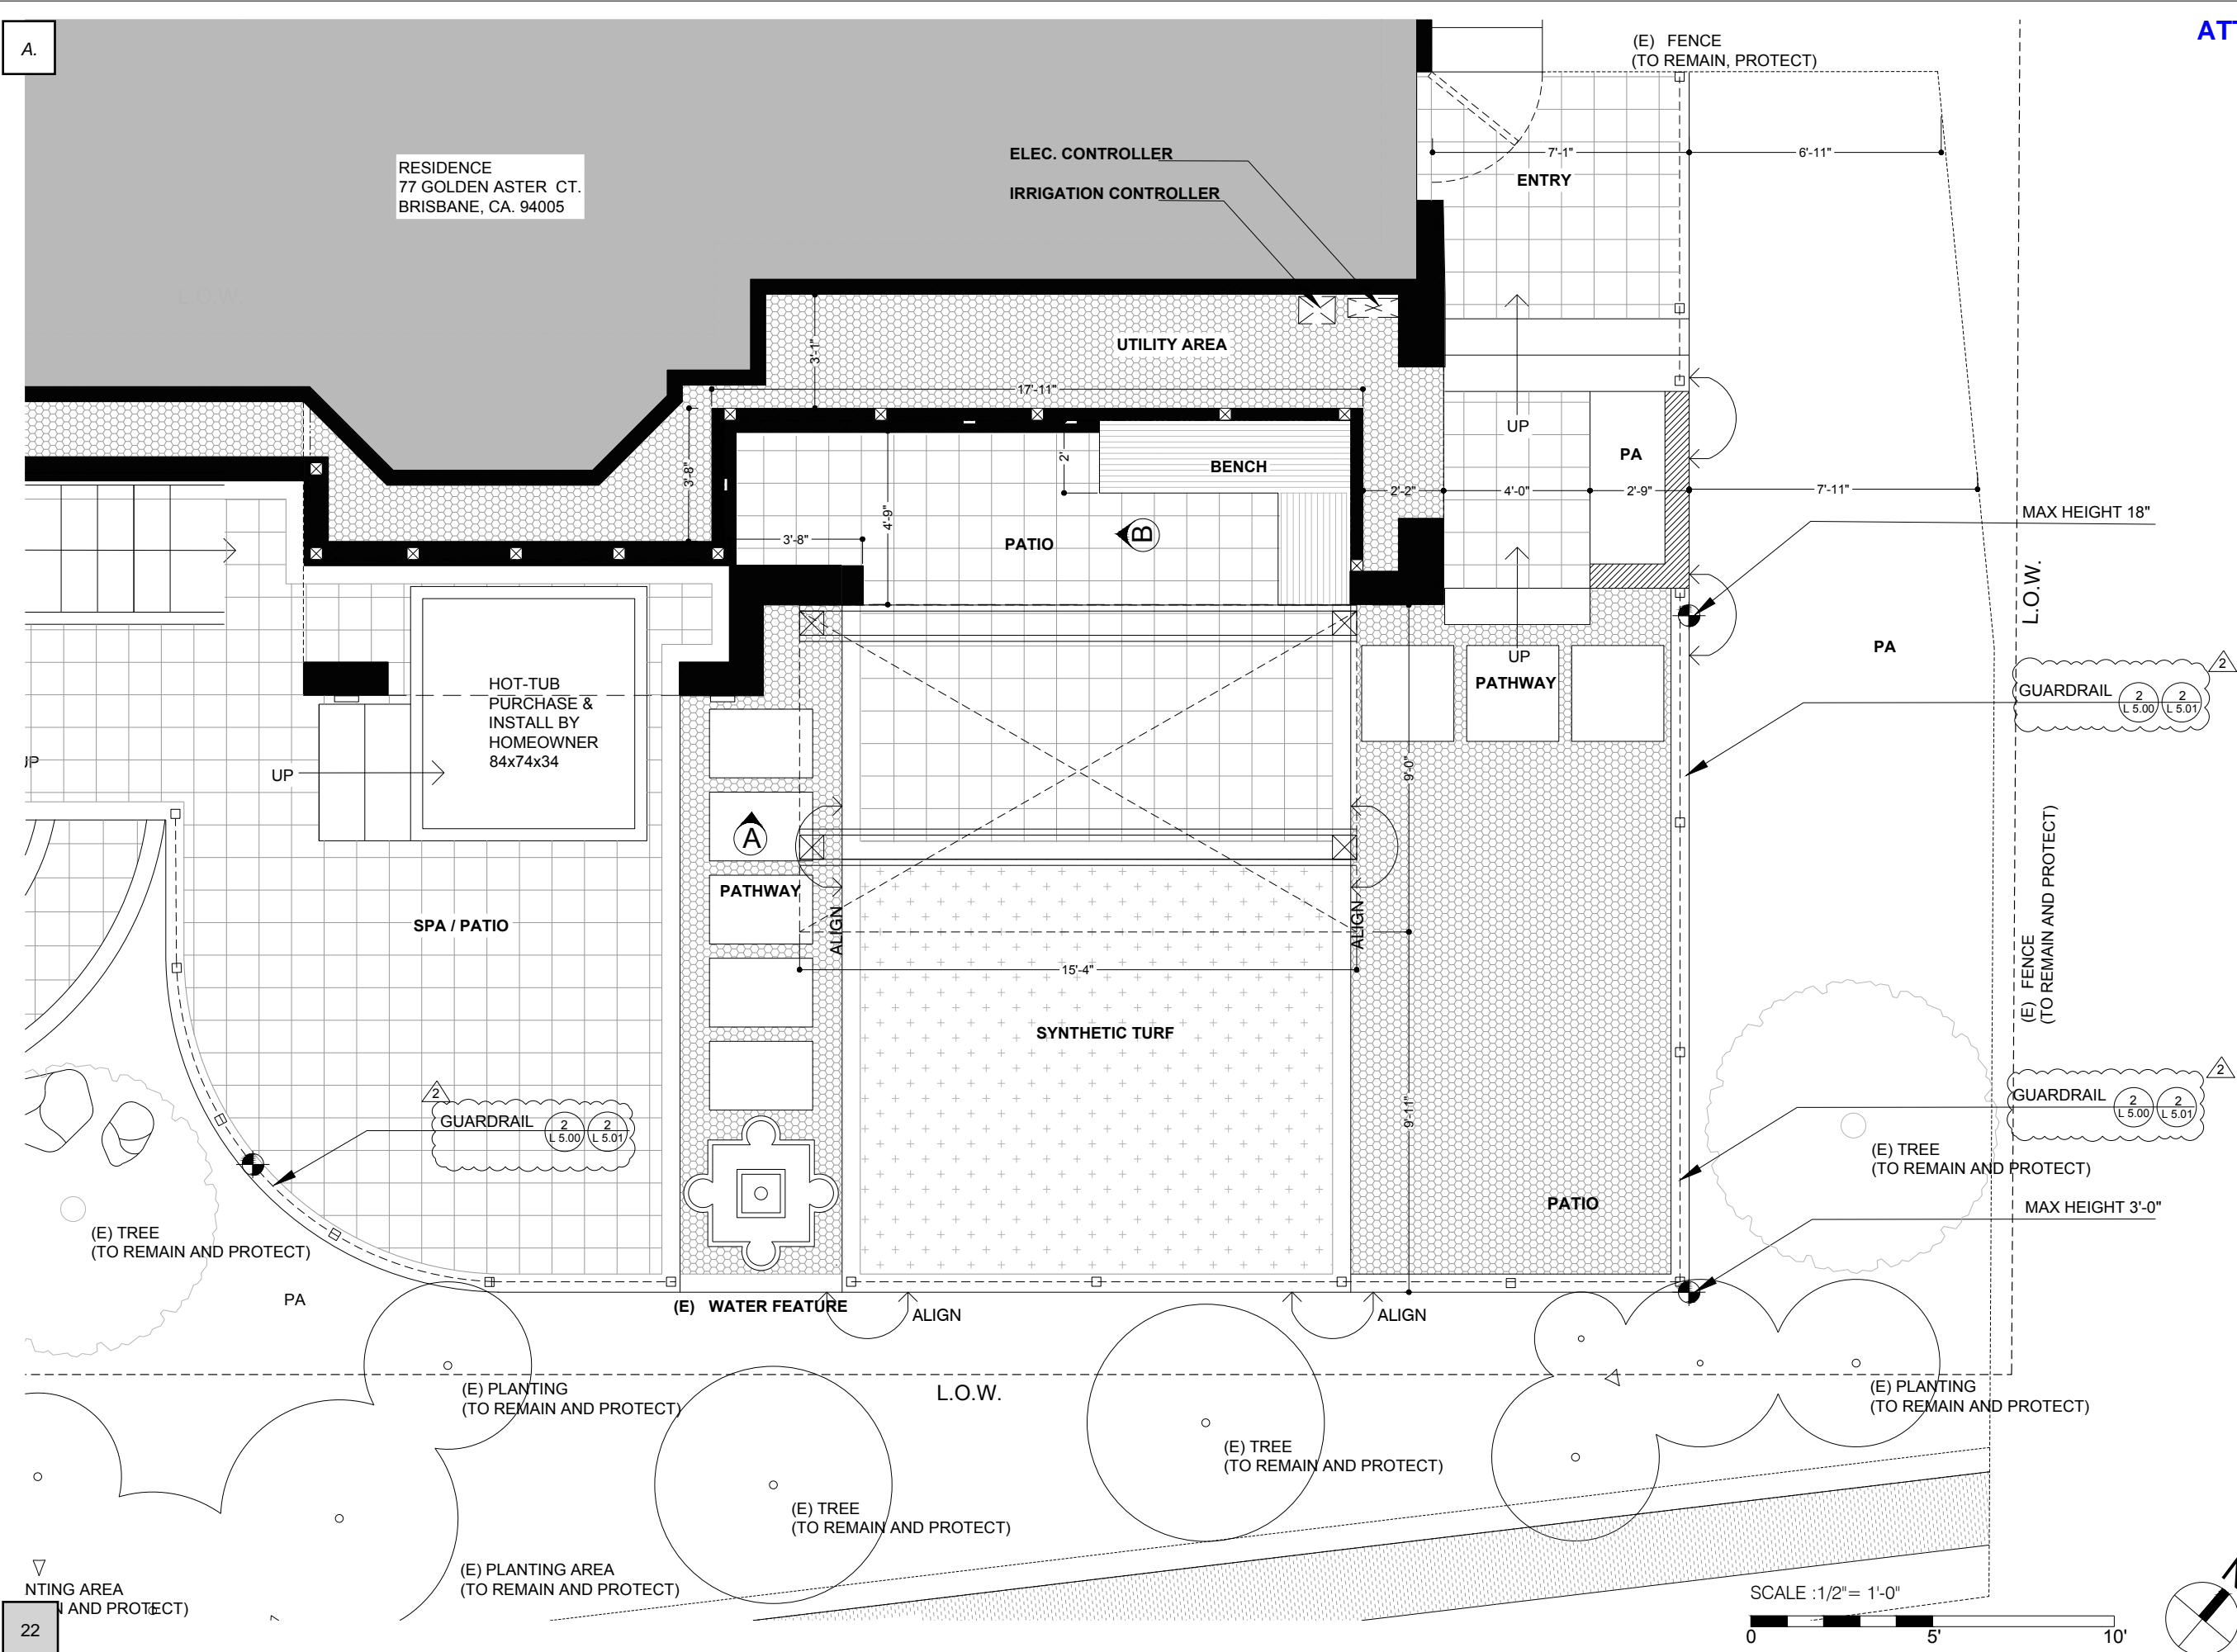 A.
ATT
(E) FENCE
(TO REMAIN, PROTECT)
RESIDENCE
77 GOLDEN ASTER CT.
BRISBANE, CA. 94005
ELEC. CONTROLLER
IRRIGATION CONTROLLER
7'-1"
6'-11"
ENTRY
L.O.W.
UTILITY AREA
3'-1"
17'-11"
UP
PA
BENCH
2'
3'-8"
4'-9"
2'-2"
4'-0"
2'-9"
7'-11"
MAX HEIGHT 18"
3'-8"
PATIO
B
L.O.W.
UP
PATHWAY
PA
GUARDRAIL
2
L 5.00
2
L 5.01
2
HOT-TUB
PURCHASE &
INSTALL BY
HOMEOWNER
84x74x34
UP
UP
9'-0"
A
PATHWAY
ALIGN
ALIGN
SPA / PATIO
15'-4"
(E) FENCE
(TO REMAIN AND PROTECT)
SYNTHETIC TURF
9'-11"
2
GUARDRAIL
2
L 5.00
2
L 5.01
GUARDRAIL
2
L 5.00
2
L 5.01
2
(E) TREE
(TO REMAIN AND PROTECT)
PATIO
MAX HEIGHT 3'-0"
(E) TREE
(TO REMAIN AND PROTECT)
PA
(E) WATER FEATURE
ALIGN
ALIGN
(E) PLANTING
(TO REMAIN AND PROTECT)
L.O.W.
(E) PLANTING
(TO REMAIN AND PROTECT)
(E) TREE
(TO REMAIN AND PROTECT)
(E) TREE
(TO REMAIN AND PROTECT)
(E) PLANTING AREA
(TO REMAIN AND PROTECT)
NTING AREA
N AND PROTECT)
22
SCALE :1/2"= 1'-0"
0
5'
10'
N